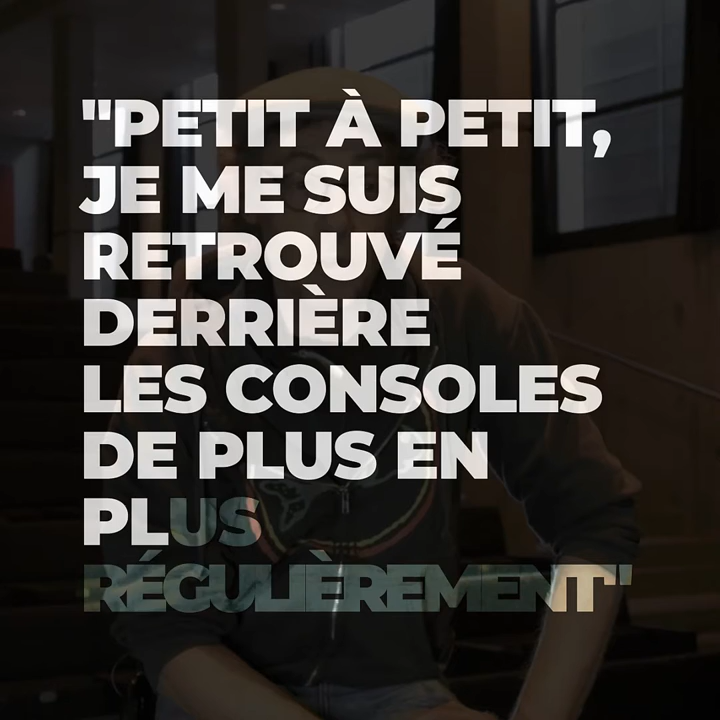 "PETIT À PETIT,
JE ME SUIS
RETROUVÉ
DERRIÈRE
LES CONSOLES
DE PLUS EN
PLUS
RÉGULIÈREMENT"